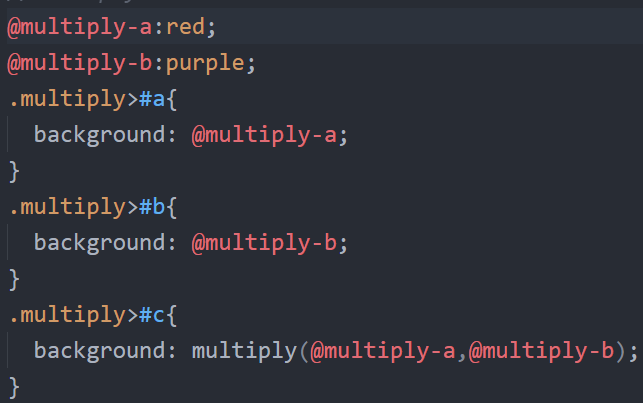 @multiply-a:red;
@multiply-b:purple;
.multiply>#a{
  background: @multiply-a;
}
.multiply>#b{
  background: @multiply-b;
}
.multiply>#c{
  background: multiply(@multiply-a,@multiply-b);
}